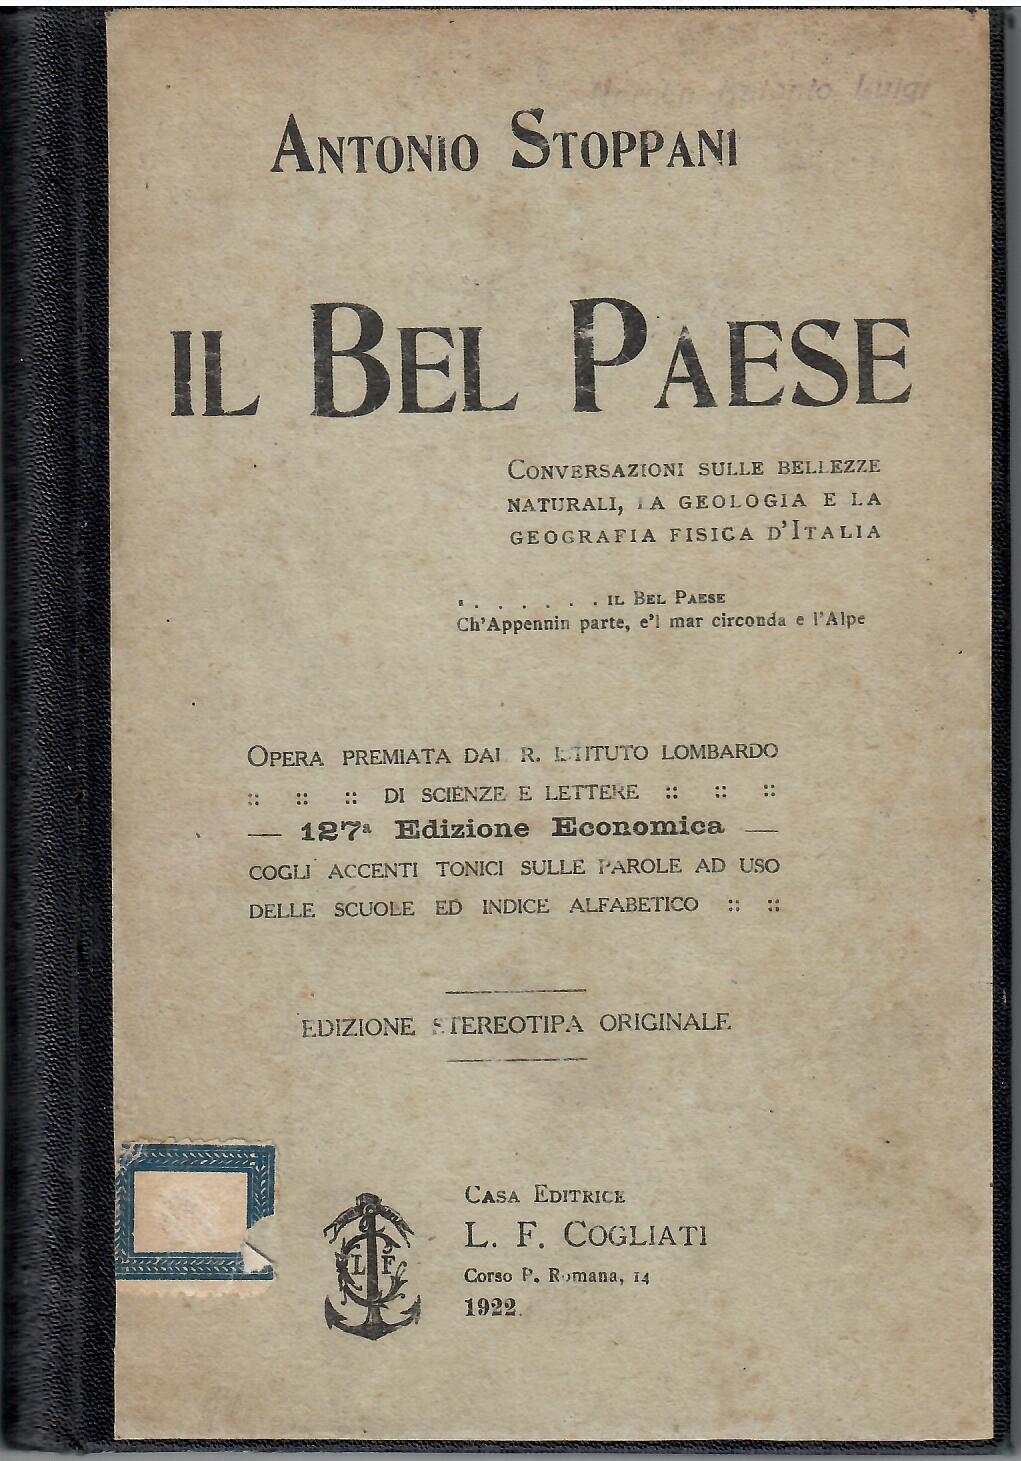 Antonio Luigi
ANTONIO STOPPANI
IL BEL PAESE
CONVERSAZIONI SULLE BELLEZZE
NATURALI, LA GEOLOGIA E LA
GEOGRAFIA FISICA D'ITALIA
. . . . . . . IL BEL PAESE
Ch'Appennin parte, e'l mar circonda e l'Alpe
OPERA PREMIATA DAL R. ISTITUTO LOMBARDO
:: :: :: DI SCIENZE E LETTERE :: :: ::
— 127ª Edizione Economica —
COGLI ACCENTI TONICI SULLE PAROLE AD USO
DELLE SCUOLE ED INDICE ALFABETICO :: ::
EDIZIONE STEREOTIPA ORIGINALE
CASA EDITRICE
L. F. COGLIATI
Corso P. Romana, 14
1922
L F